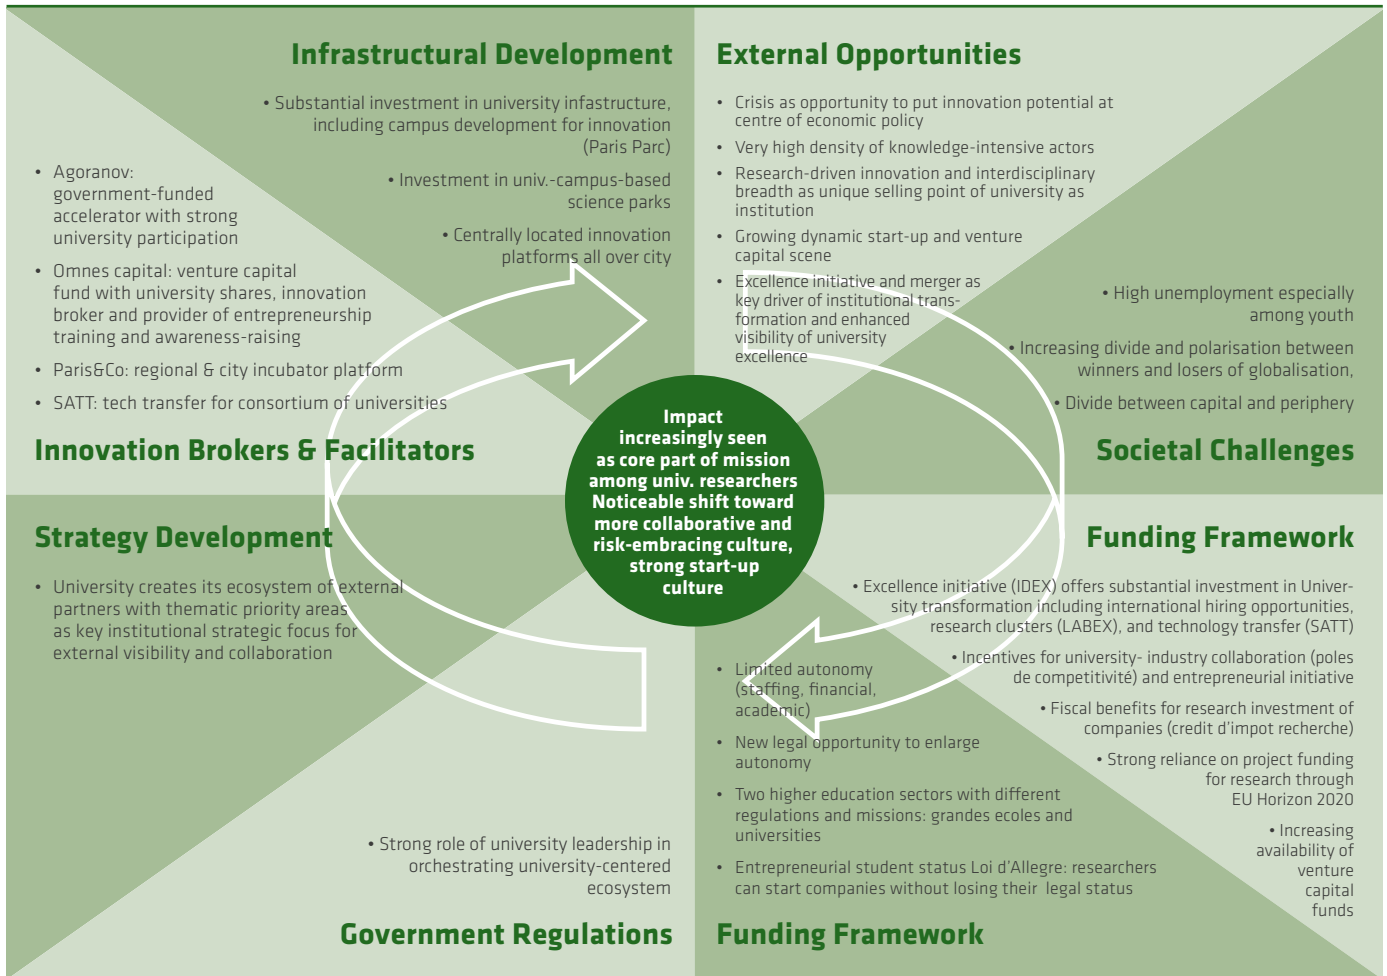 Infrastructural Development
• Substantial investment in university infastructure,
including campus development for innovation
(Paris Parc)
• Investment in univ.-campus-based
science parks
• Centrally located innovation
platforms all over city
External Opportunities
• Crisis as opportunity to put innovation potential at
centre of economic policy
• Very high density of knowledge-intensive actors
• Research-driven innovation and interdisciplinary
breadth as unique selling point of university as
institution
• Growing dynamic start-up and venture
capital scene
• Excellence initiative and merger as
key driver of institutional trans-
formation and enhanced
visibility of university
excellence
• Agoranov:
government-funded
accelerator with strong
university participation
• Omnes capital: venture capital
fund with university shares, innovation
broker and provider of entrepreneurship
training and awareness-raising
• Paris&Co: regional & city incubator platform
• SATT: tech transfer for consortium of universities
Innovation Brokers & Facilitators
• High unemployment especially
among youth
• Increasing divide and polarisation between
winners and losers of globalisation,
• Divide between capital and periphery
Societal Challenges
Impact
increasingly seen
as core part of mission
among univ. researchers
Noticeable shift toward
more collaborative and
risk-embracing culture,
strong start-up
culture
Strategy Development
• University creates its ecosystem of external
partners with thematic priority areas
as key institutional strategic focus for
external visibility and collaboration
Funding Framework
• Excellence initiative (IDEX) offers substantial investment in Univer-
sity transformation including international hiring opportunities,
research clusters (LABEX), and technology transfer (SATT)
• Incentives for university- industry collaboration (poles
de competitivité) and entrepreneurial initiative
• Fiscal benefits for research investment of
companies (credit d'impot recherche)
• Strong reliance on project funding
for research through
EU Horizon 2020
• Increasing
availability of
venture
capital
funds
• Strong role of university leadership in
orchestrating university-centered
ecosystem
Government Regulations
• Limited autonomy
(staffing, financial,
academic)
• New legal opportunity to enlarge
autonomy
• Two higher education sectors with different
regulations and missions: grandes ecoles and
universities
• Entrepreneurial student status Loi d'Allegre: researchers
can start companies without losing their legal status
Funding Framework